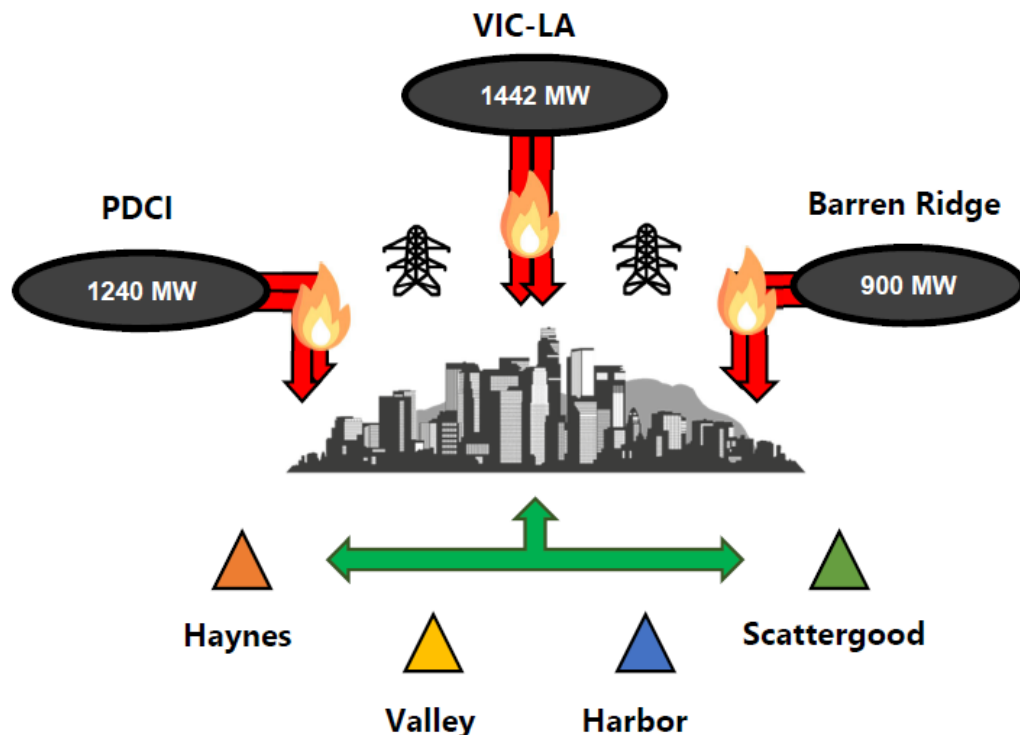 VIC-LA
1442 MW
PDCI
1240 MW
Barren Ridge
900 MW
Haynes
Scattergood
Valley
Harbor